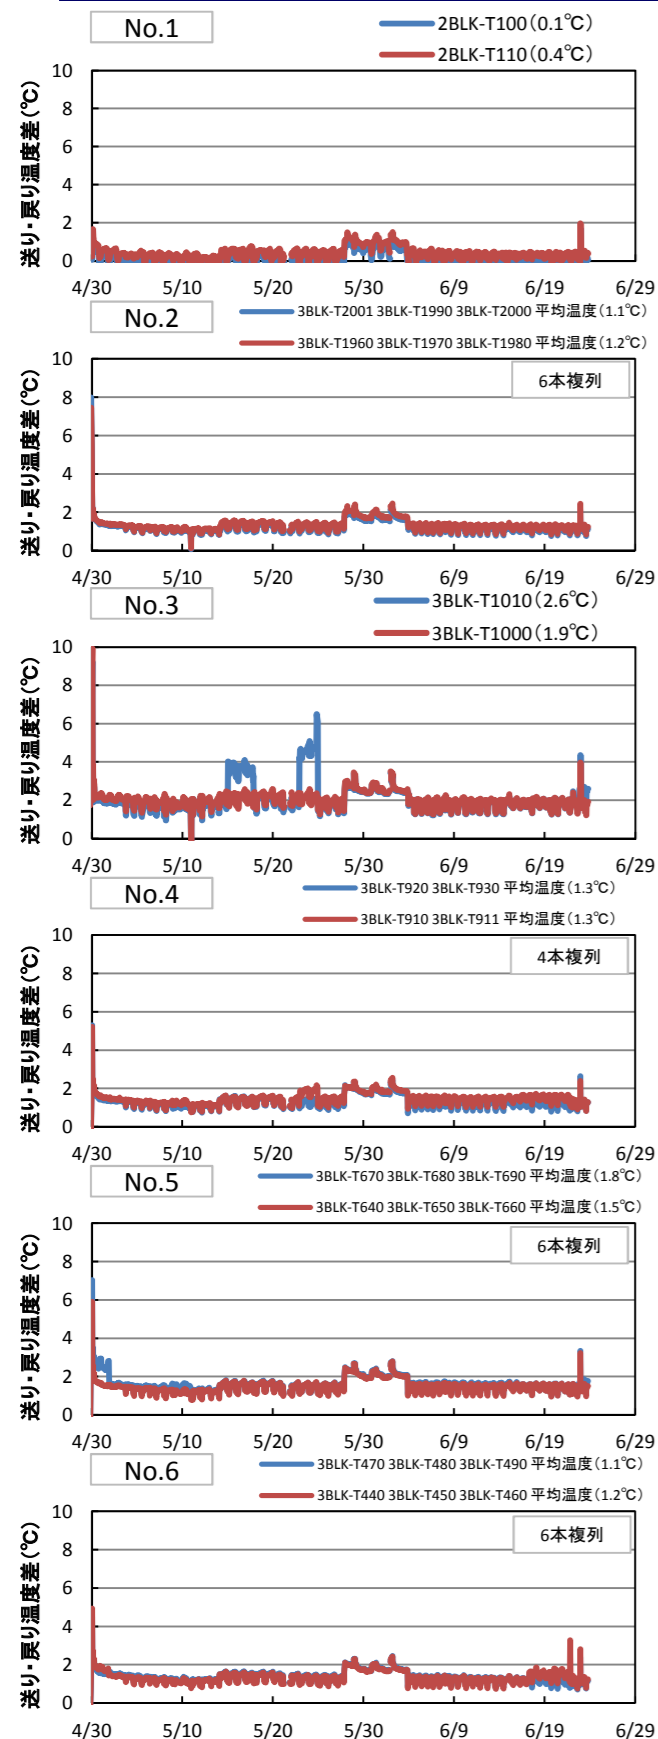 No.1
2BLK-T100(0.1℃)
2BLK-T110(0.4℃)
送り・戻り温度差(℃)
10
8
6
4
2
0
4/30 5/10 5/20 5/30 6/9 6/19 6/29
No.2
3BLK-T2001 3BLK-T1990 3BLK-T2000 平均温度(1.1℃)
3BLK-T1960 3BLK-T1970 3BLK-T1980 平均温度(1.2℃)
送り・戻り温度差(℃)
6本複列
10
8
6
4
2
0
4/30 5/10 5/20 5/30 6/9 6/19 6/29
No.3
3BLK-T1010(2.6℃)
3BLK-T1000(1.9℃)
送り・戻り温度差(℃)
10
8
6
4
2
0
4/30 5/10 5/20 5/30 6/9 6/19 6/29
No.4
3BLK-T920 3BLK-T930 平均温度(1.3℃)
3BLK-T910 3BLK-T911 平均温度(1.3℃)
送り・戻り温度差(℃)
4本複列
10
8
6
4
2
0
4/30 5/10 5/20 5/30 6/9 6/19 6/29
No.5
3BLK-T670 3BLK-T680 3BLK-T690 平均温度(1.8℃)
3BLK-T640 3BLK-T650 3BLK-T660 平均温度(1.5℃)
送り・戻り温度差(℃)
6本複列
10
8
6
4
2
0
4/30 5/10 5/20 5/30 6/9 6/19 6/29
No.6
3BLK-T470 3BLK-T480 3BLK-T490 平均温度(1.1℃)
3BLK-T440 3BLK-T450 3BLK-T460 平均温度(1.2℃)
送り・戻り温度差(℃)
6本複列
10
8
6
4
2
0
4/30 5/10 5/20 5/30 6/9 6/19 6/29